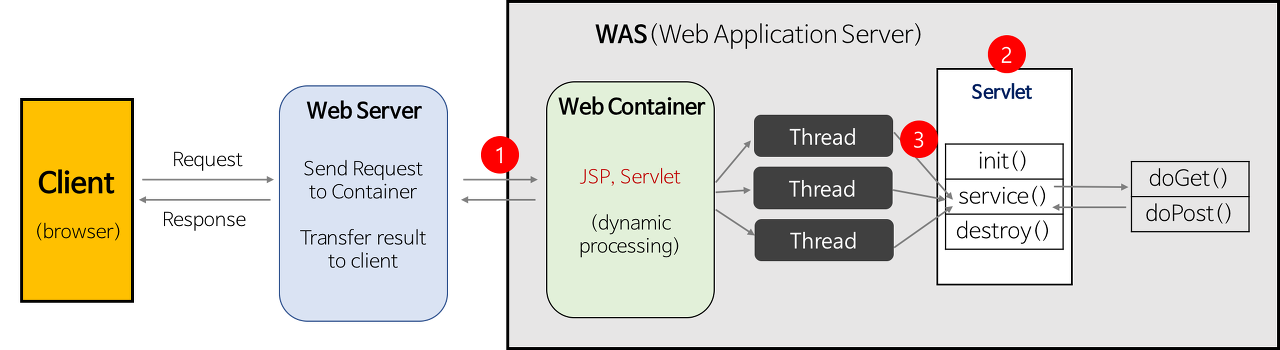 WAS(Web Application Server)
Client
(browser)
Request
Response
Web Server
Send Request
to Container
Transfer result
to client
1
Web Container
JSP, Servlet
(dynamic
processing)
Thread
Thread
Thread
3
2
Servlet
init()
service()
destroy()
doGet()
doPost()